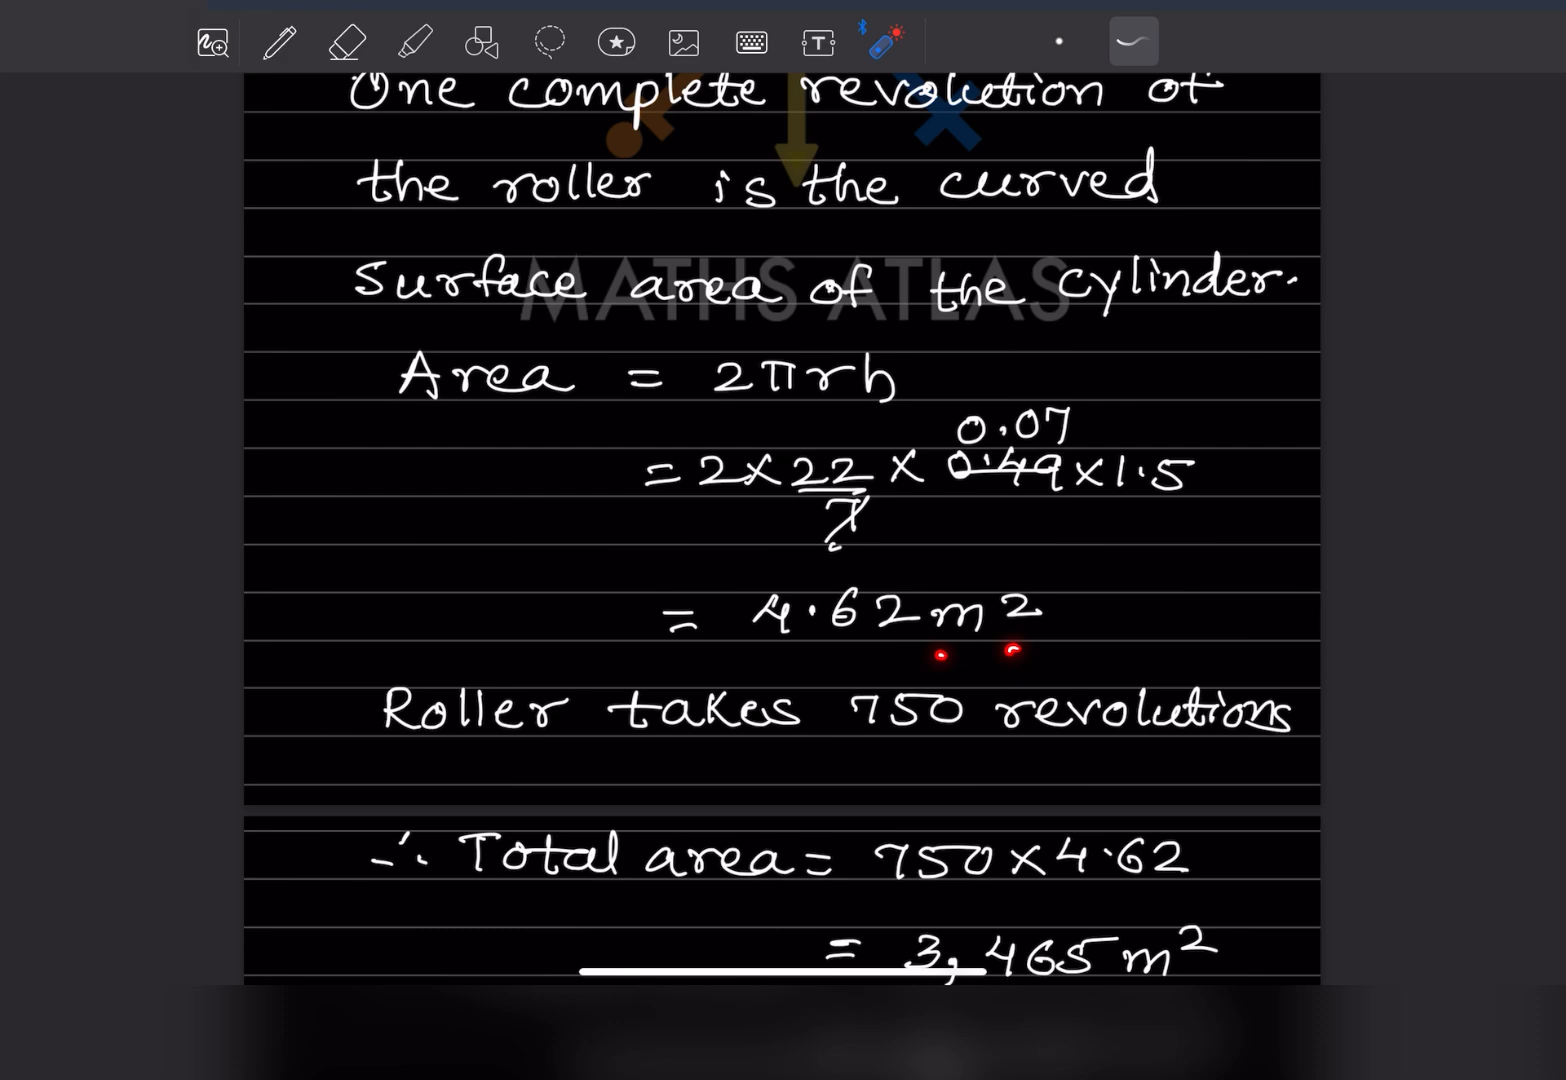 One complete revolution of
the roller is the curved
MATHS ATLAS
surface area of the cylinder.
Area = 2πrh
0.07
= 2 × 22/7 × 0.49 × 1.5
= 4.62 m²
Roller takes 750 revolutions
∴ Total area = 750 × 4.62
= 3,465 m²
T